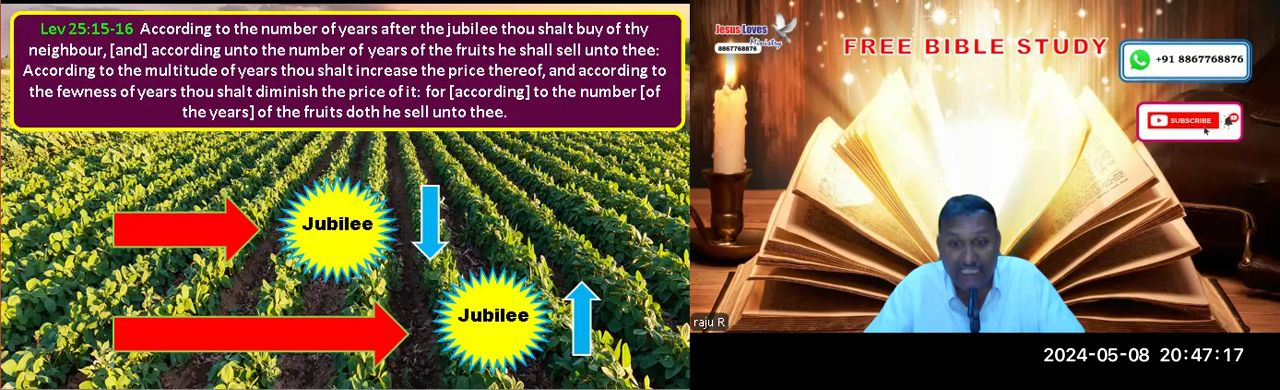 Lev 25:15-16 According to the number of years after the jubilee thou shalt buy of thy
neighbour, [and] according unto the number of years of the fruits he shall sell unto thee:
According to the multitude of years thou shalt increase the price thereof, and according to
the fewness of years thou shalt diminish the price of it: for [according] to the number [of
the years] of the fruits doth he sell unto thee.
Jubilee
Jubilee
Jesus Loves
Ministry
8867768876
FREE BIBLE STUDY
+91 8867768876
SUBSCRIBE
raju R
2024-05-08 20:47:17